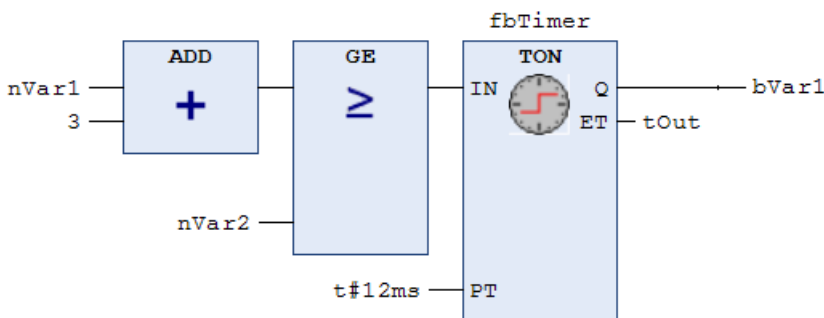 fbTimer
ADD GE TON
nVar1 + ≥ IN Q bVar1
3 ET tOut
nVar2
t#12ms PT